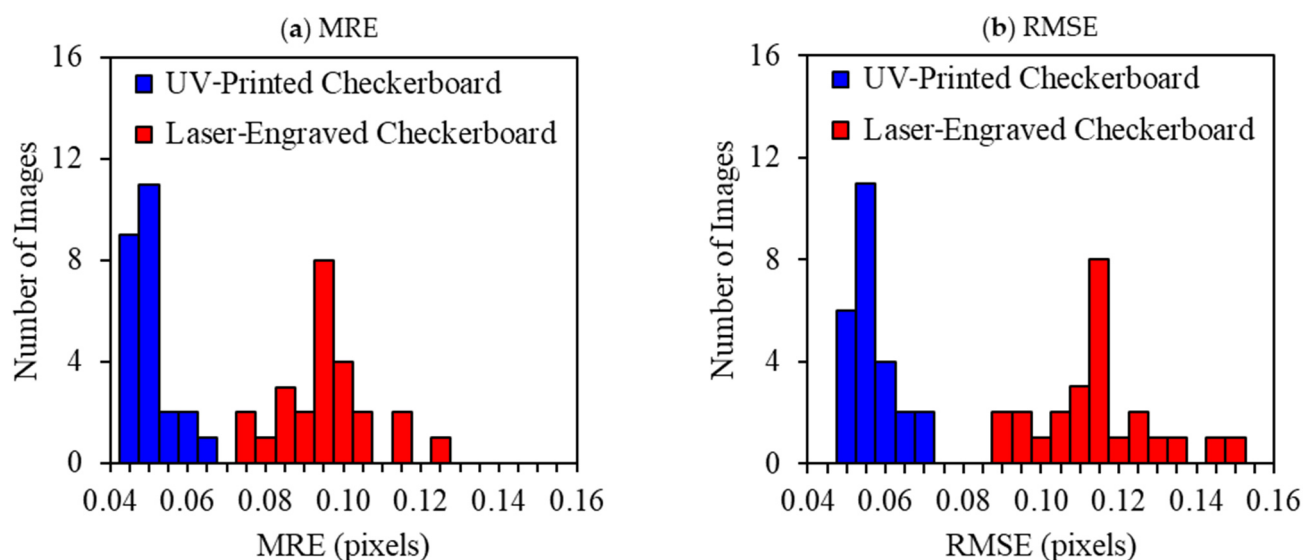 (a) MRE
16
12
8
4
0
Number of Images
UV-Printed Checkerboard
Laser-Engraved Checkerboard
0.04 0.06 0.08 0.10 0.12 0.14 0.16
MRE (pixels)
(b) RMSE
16
12
8
4
0
Number of Images
UV-Printed Checkerboard
Laser-Engraved Checkerboard
0.04 0.06 0.08 0.10 0.12 0.14 0.16
RMSE (pixels)